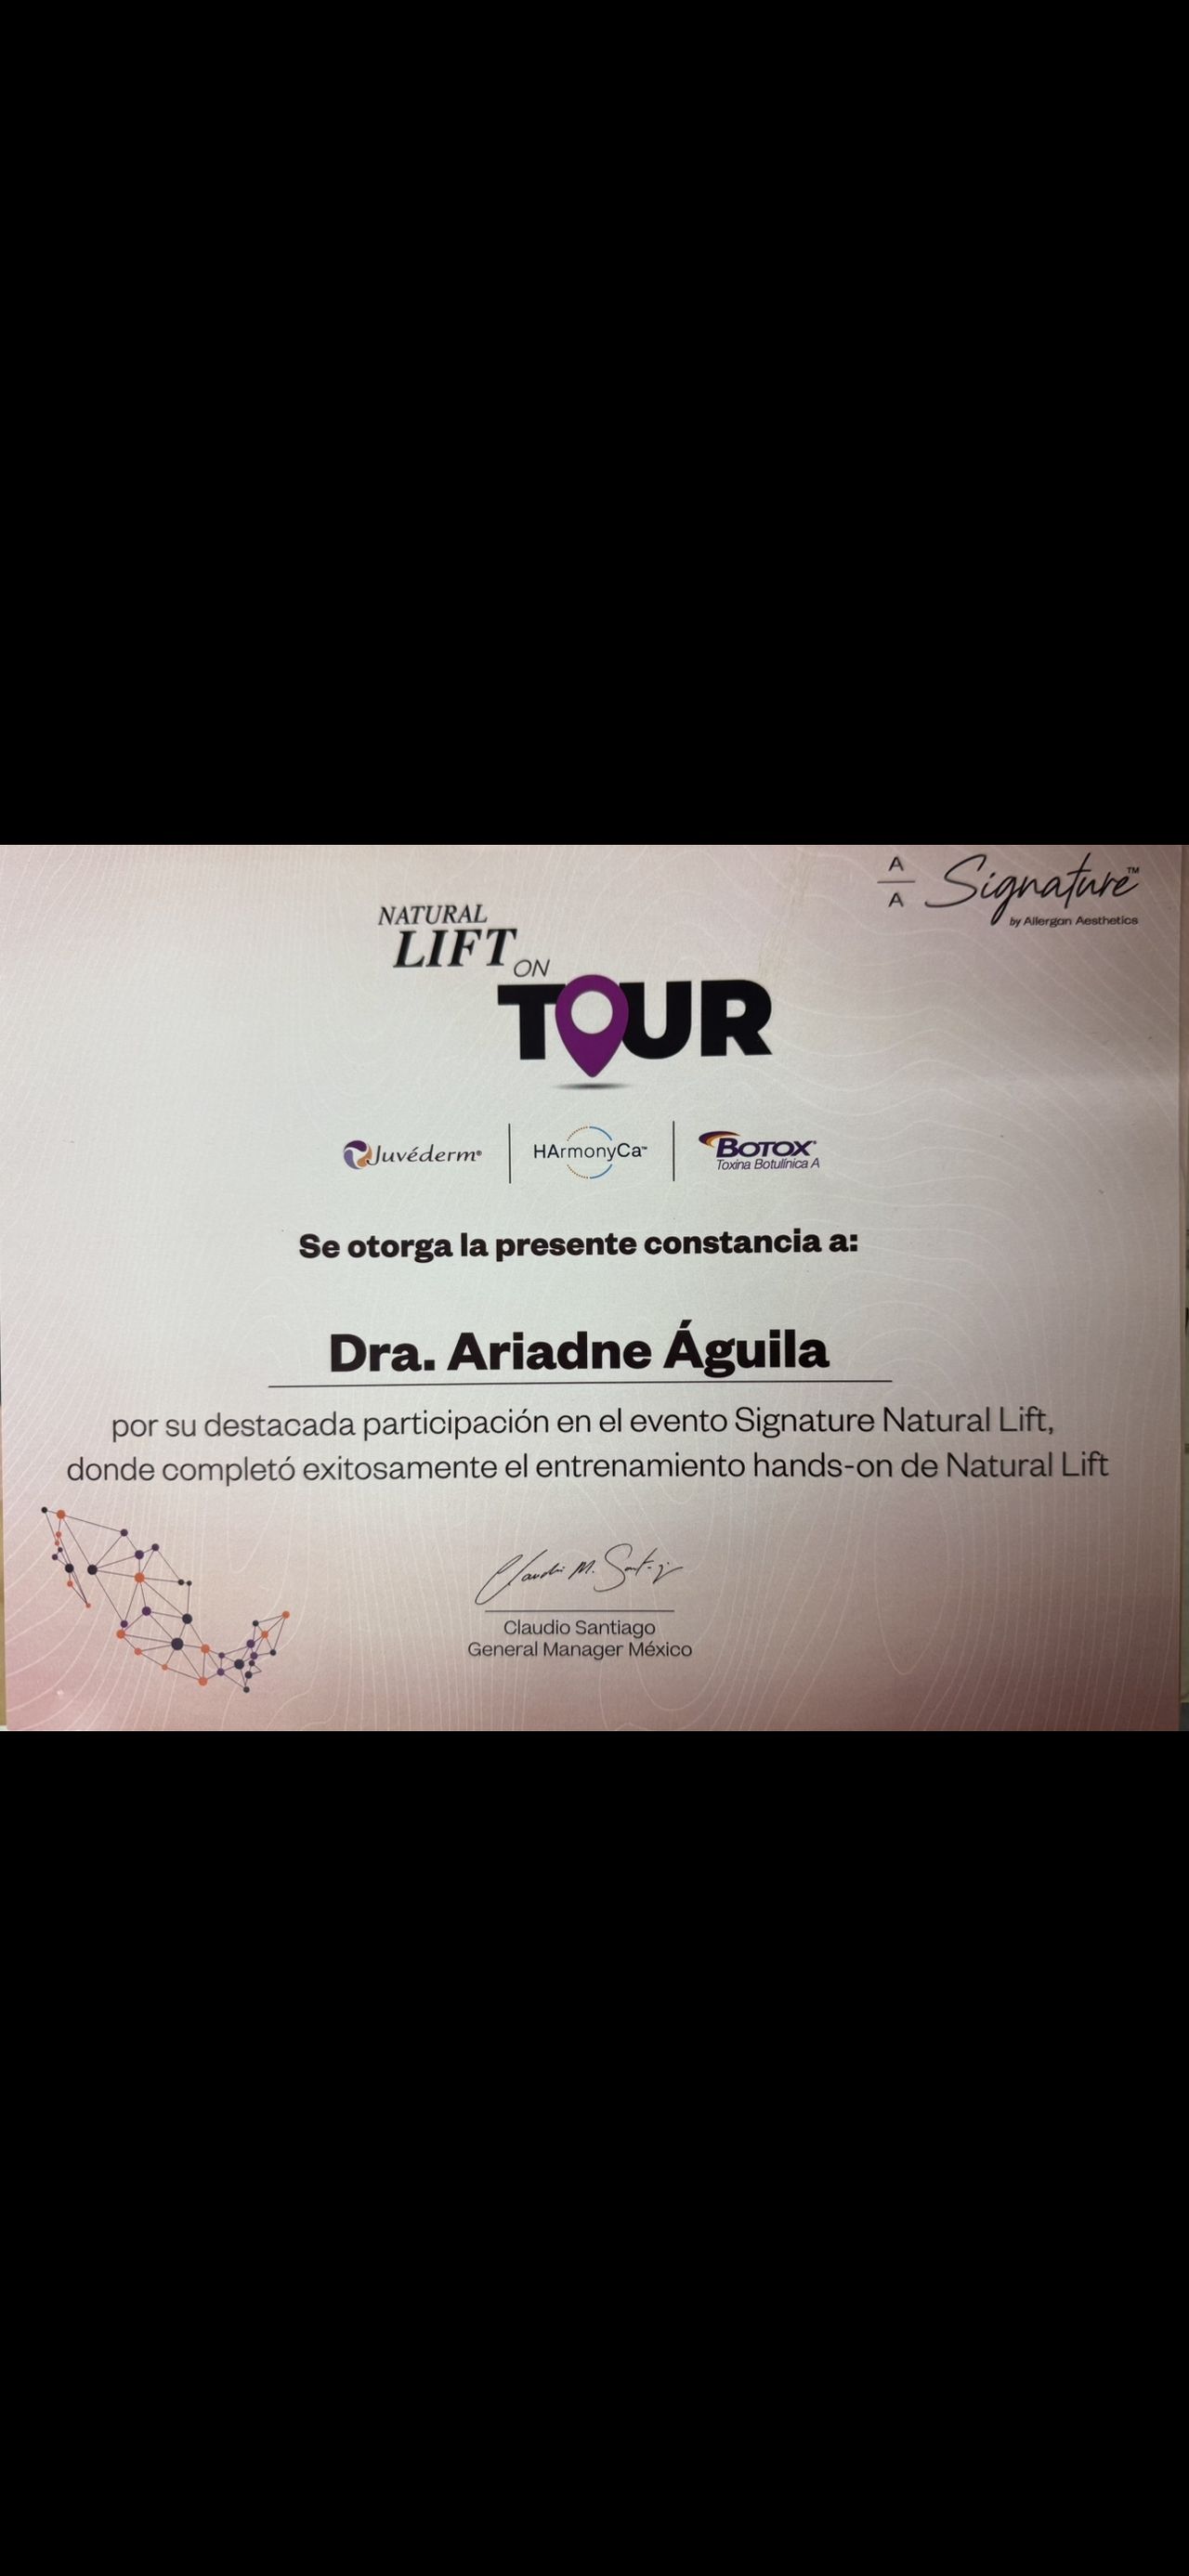 A
A
Signature™
by Allergan Aesthetics
NATURAL
LIFT
ON
TOUR
Juvéderm®
HArmonyCa™
BOTOX®
Toxina Botulínica A
Se otorga la presente constancia a:
Dra. Ariadne Águila
por su destacada participación en el evento Signature Natural Lift,
donde completó exitosamente el entrenamiento hands-on de Natural Lift
Claudio Santiago
General Manager México